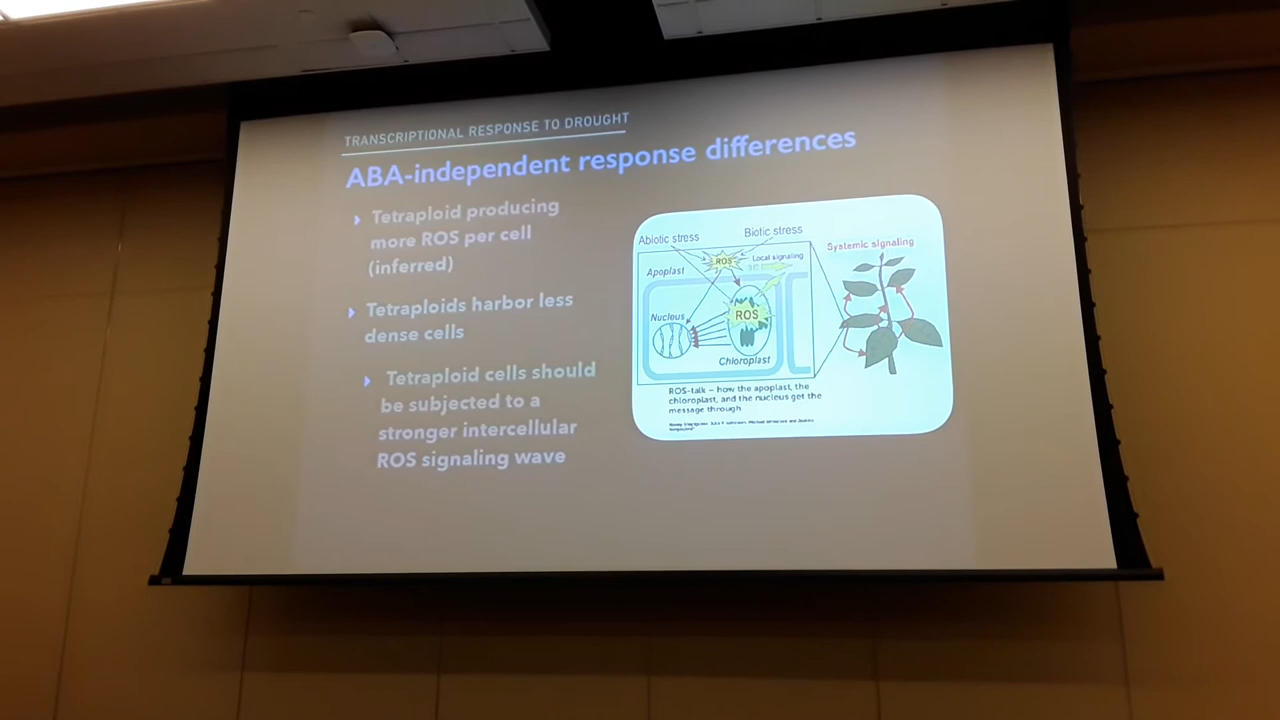 TRANSCRIPTIONAL RESPONSE TO DROUGHT
ABA-independent response differences
Tetraploid producing
more ROS per cell
(inferred)
Tetraploids harbor less
dense cells
Tetraploid cells should
be subjected to a
stronger intercellular
ROS signaling wave
Abiotic stress
Biotic stress
Systemic signaling
ROS
Local signaling
Apoplast
Nucleus
ROS
Chloroplast
ROS-talk – how the apoplast, the
chloroplast, and the nucleus get the
message through